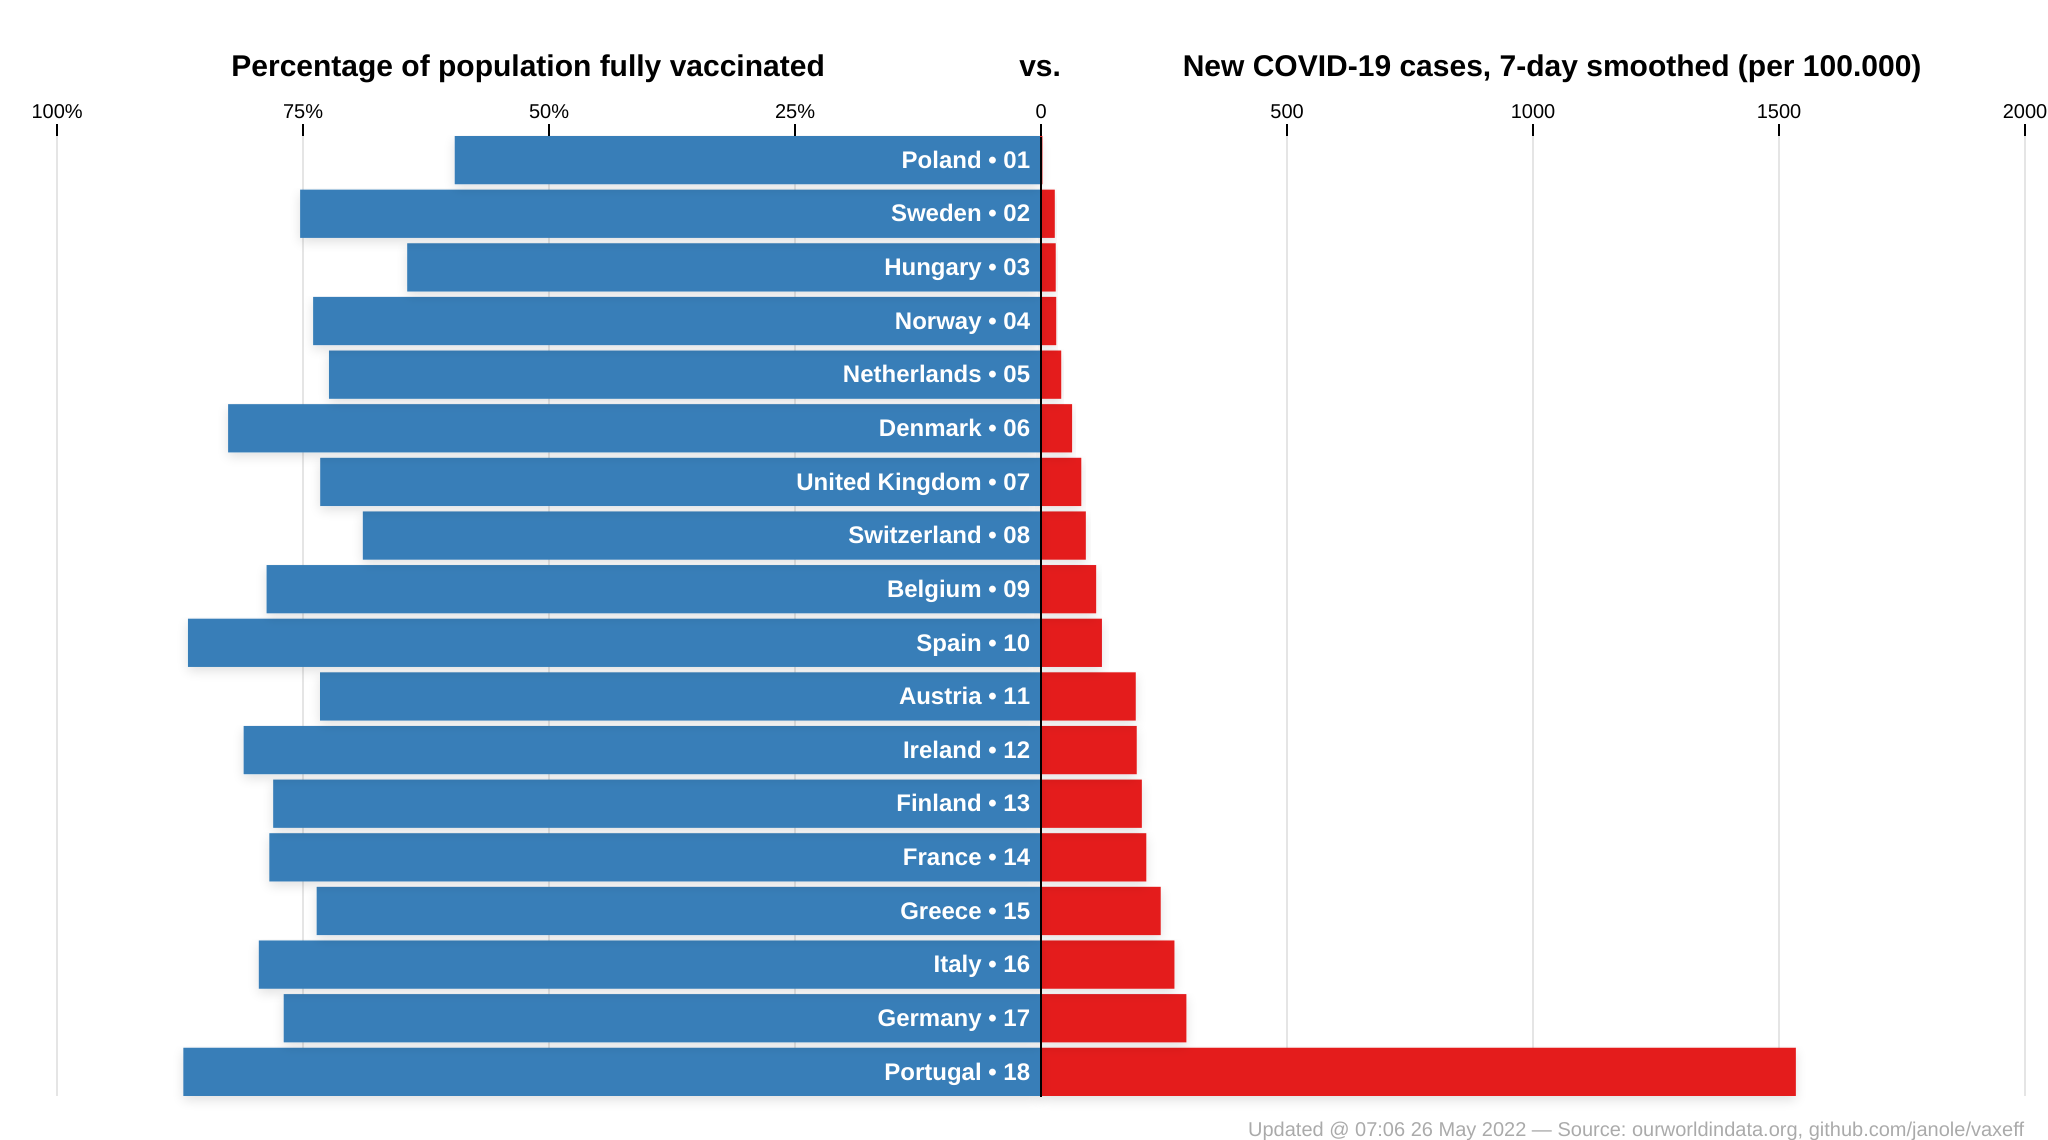 Percentage of population fully vaccinated vs. New COVID-19 cases, 7-day smoothed (per 100.000)
100% 75% 50% 25% 0 500 1000 1500 2000
Poland • 01
Sweden • 02
Hungary • 03
Norway • 04
Netherlands • 05
Denmark • 06
United Kingdom • 07
Switzerland • 08
Belgium • 09
Spain • 10
Austria • 11
Ireland • 12
Finland • 13
France • 14
Greece • 15
Italy • 16
Germany • 17
Portugal • 18
Updated @ 07:06 26 May 2022 — Source: ourworldindata.org, github.com/janole/vaxeff